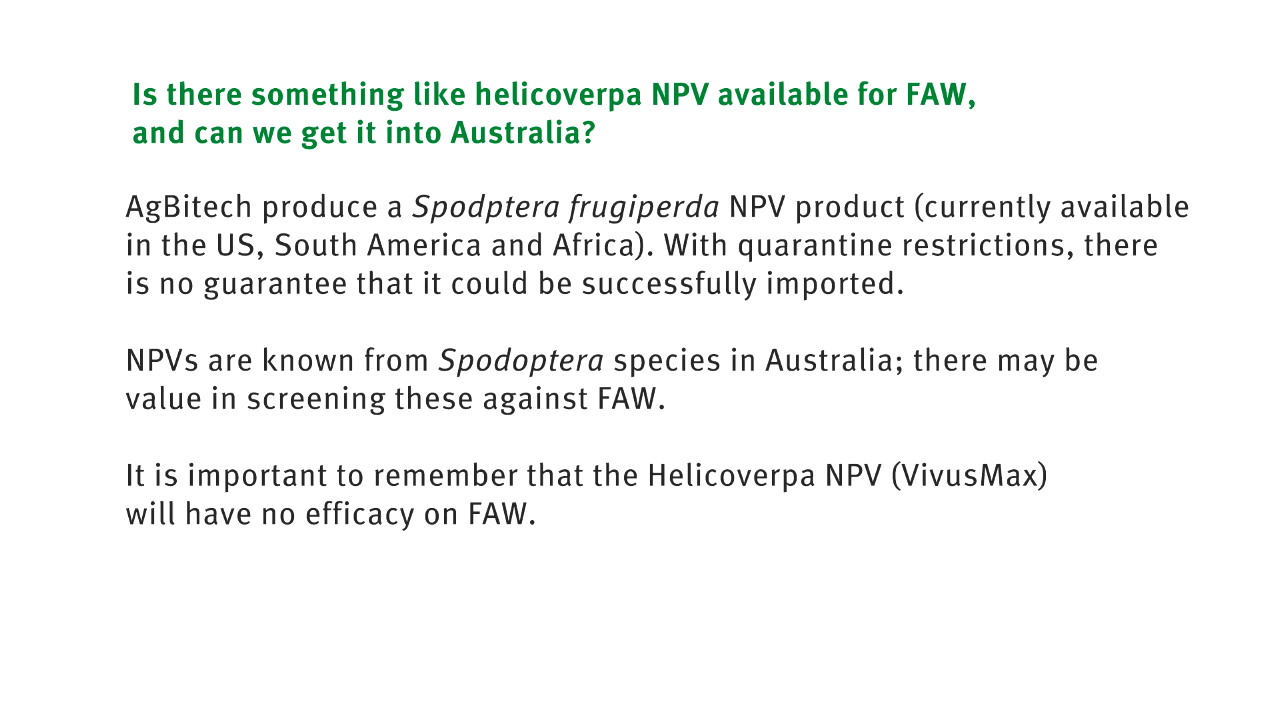 Is there something like helicoverpa NPV available for FAW,
and can we get it into Australia?
AgBitech produce a Spodptera frugiperda NPV product (currently available
in the US, South America and Africa). With quarantine restrictions, there
is no guarantee that it could be successfully imported.
NPVs are known from Spodoptera species in Australia; there may be
value in screening these against FAW.
It is important to remember that the Helicoverpa NPV (VivusMax)
will have no efficacy on FAW.